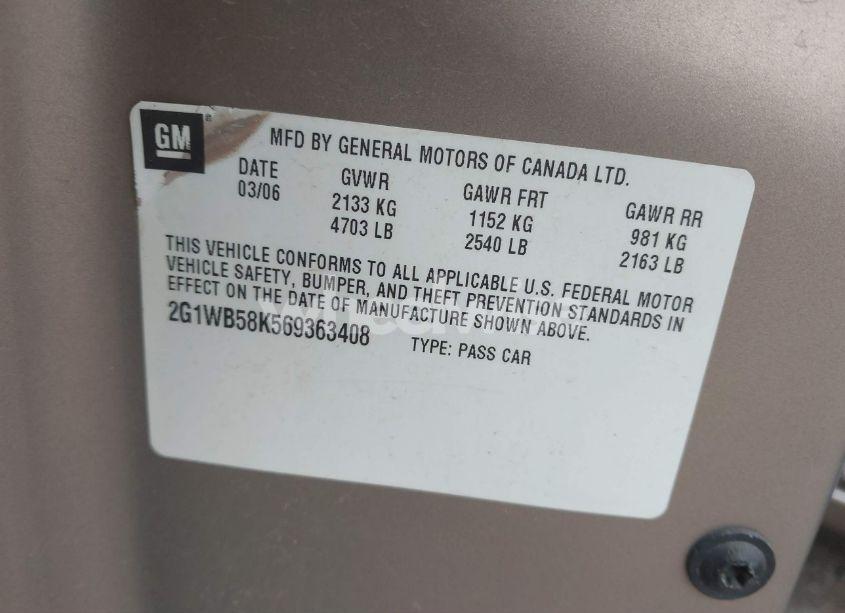 GM
MFD BY GENERAL MOTORS OF CANADA LTD.
DATE GVWR GAWR FRT GAWR RR
03/06 2133 KG 1152 KG 981 KG
4703 LB 2540 LB 2163 LB
THIS VEHICLE CONFORMS TO ALL APPLICABLE U.S. FEDERAL MOTOR
VEHICLE SAFETY, BUMPER, AND THEFT PREVENTION STANDARDS IN
EFFECT ON THE DATE OF MANUFACTURE SHOWN ABOVE.
2G1WB58K569363408 TYPE: PASS CAR